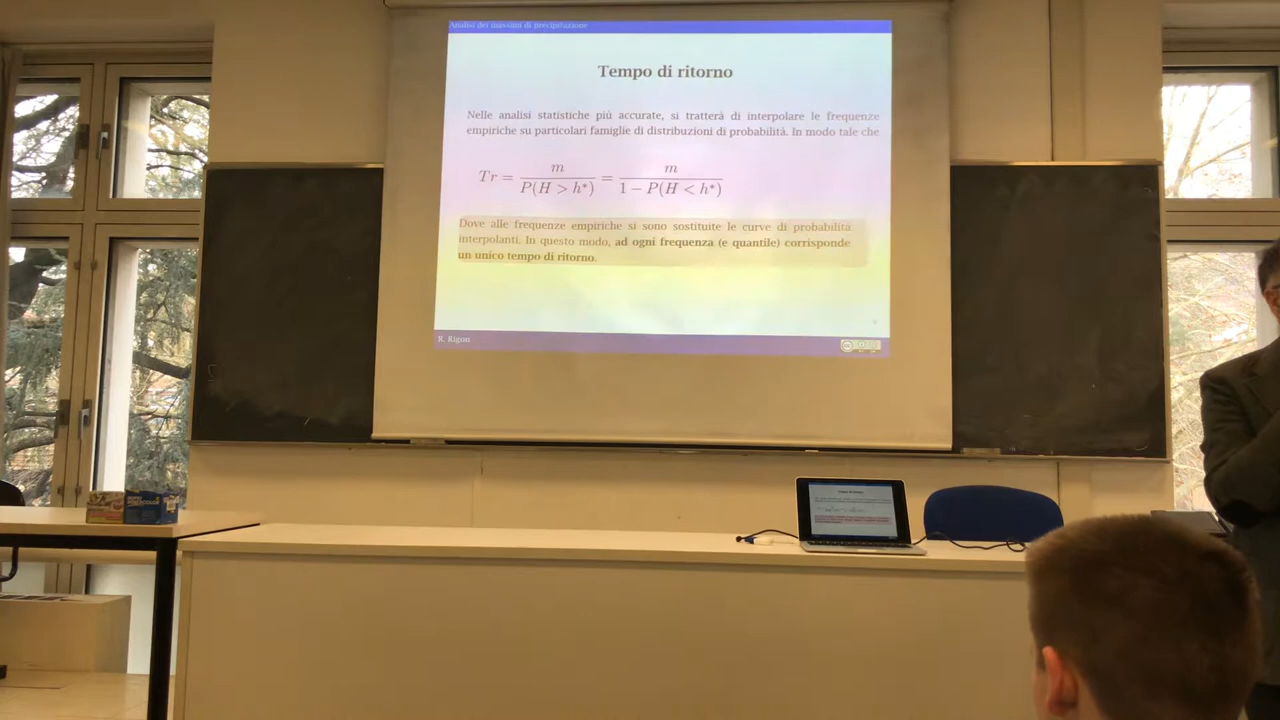 Analisi dei massimi di precipitazione
Tempo di ritorno
Nelle analisi statistiche più accurate, si tratterà di interpolare le frequenze
empiriche su particolari famiglie di distribuzioni di probabilità. In modo tale che
Tr = m / P(H > h*) = m / 1 − P(H < h*)
Dove alle frequenze empiriche si sono sostituite le curve di probabilità
interpolanti. In questo modo, ad ogni frequenza (e quantile) corrisponde
un unico tempo di ritorno.
R. Rigon